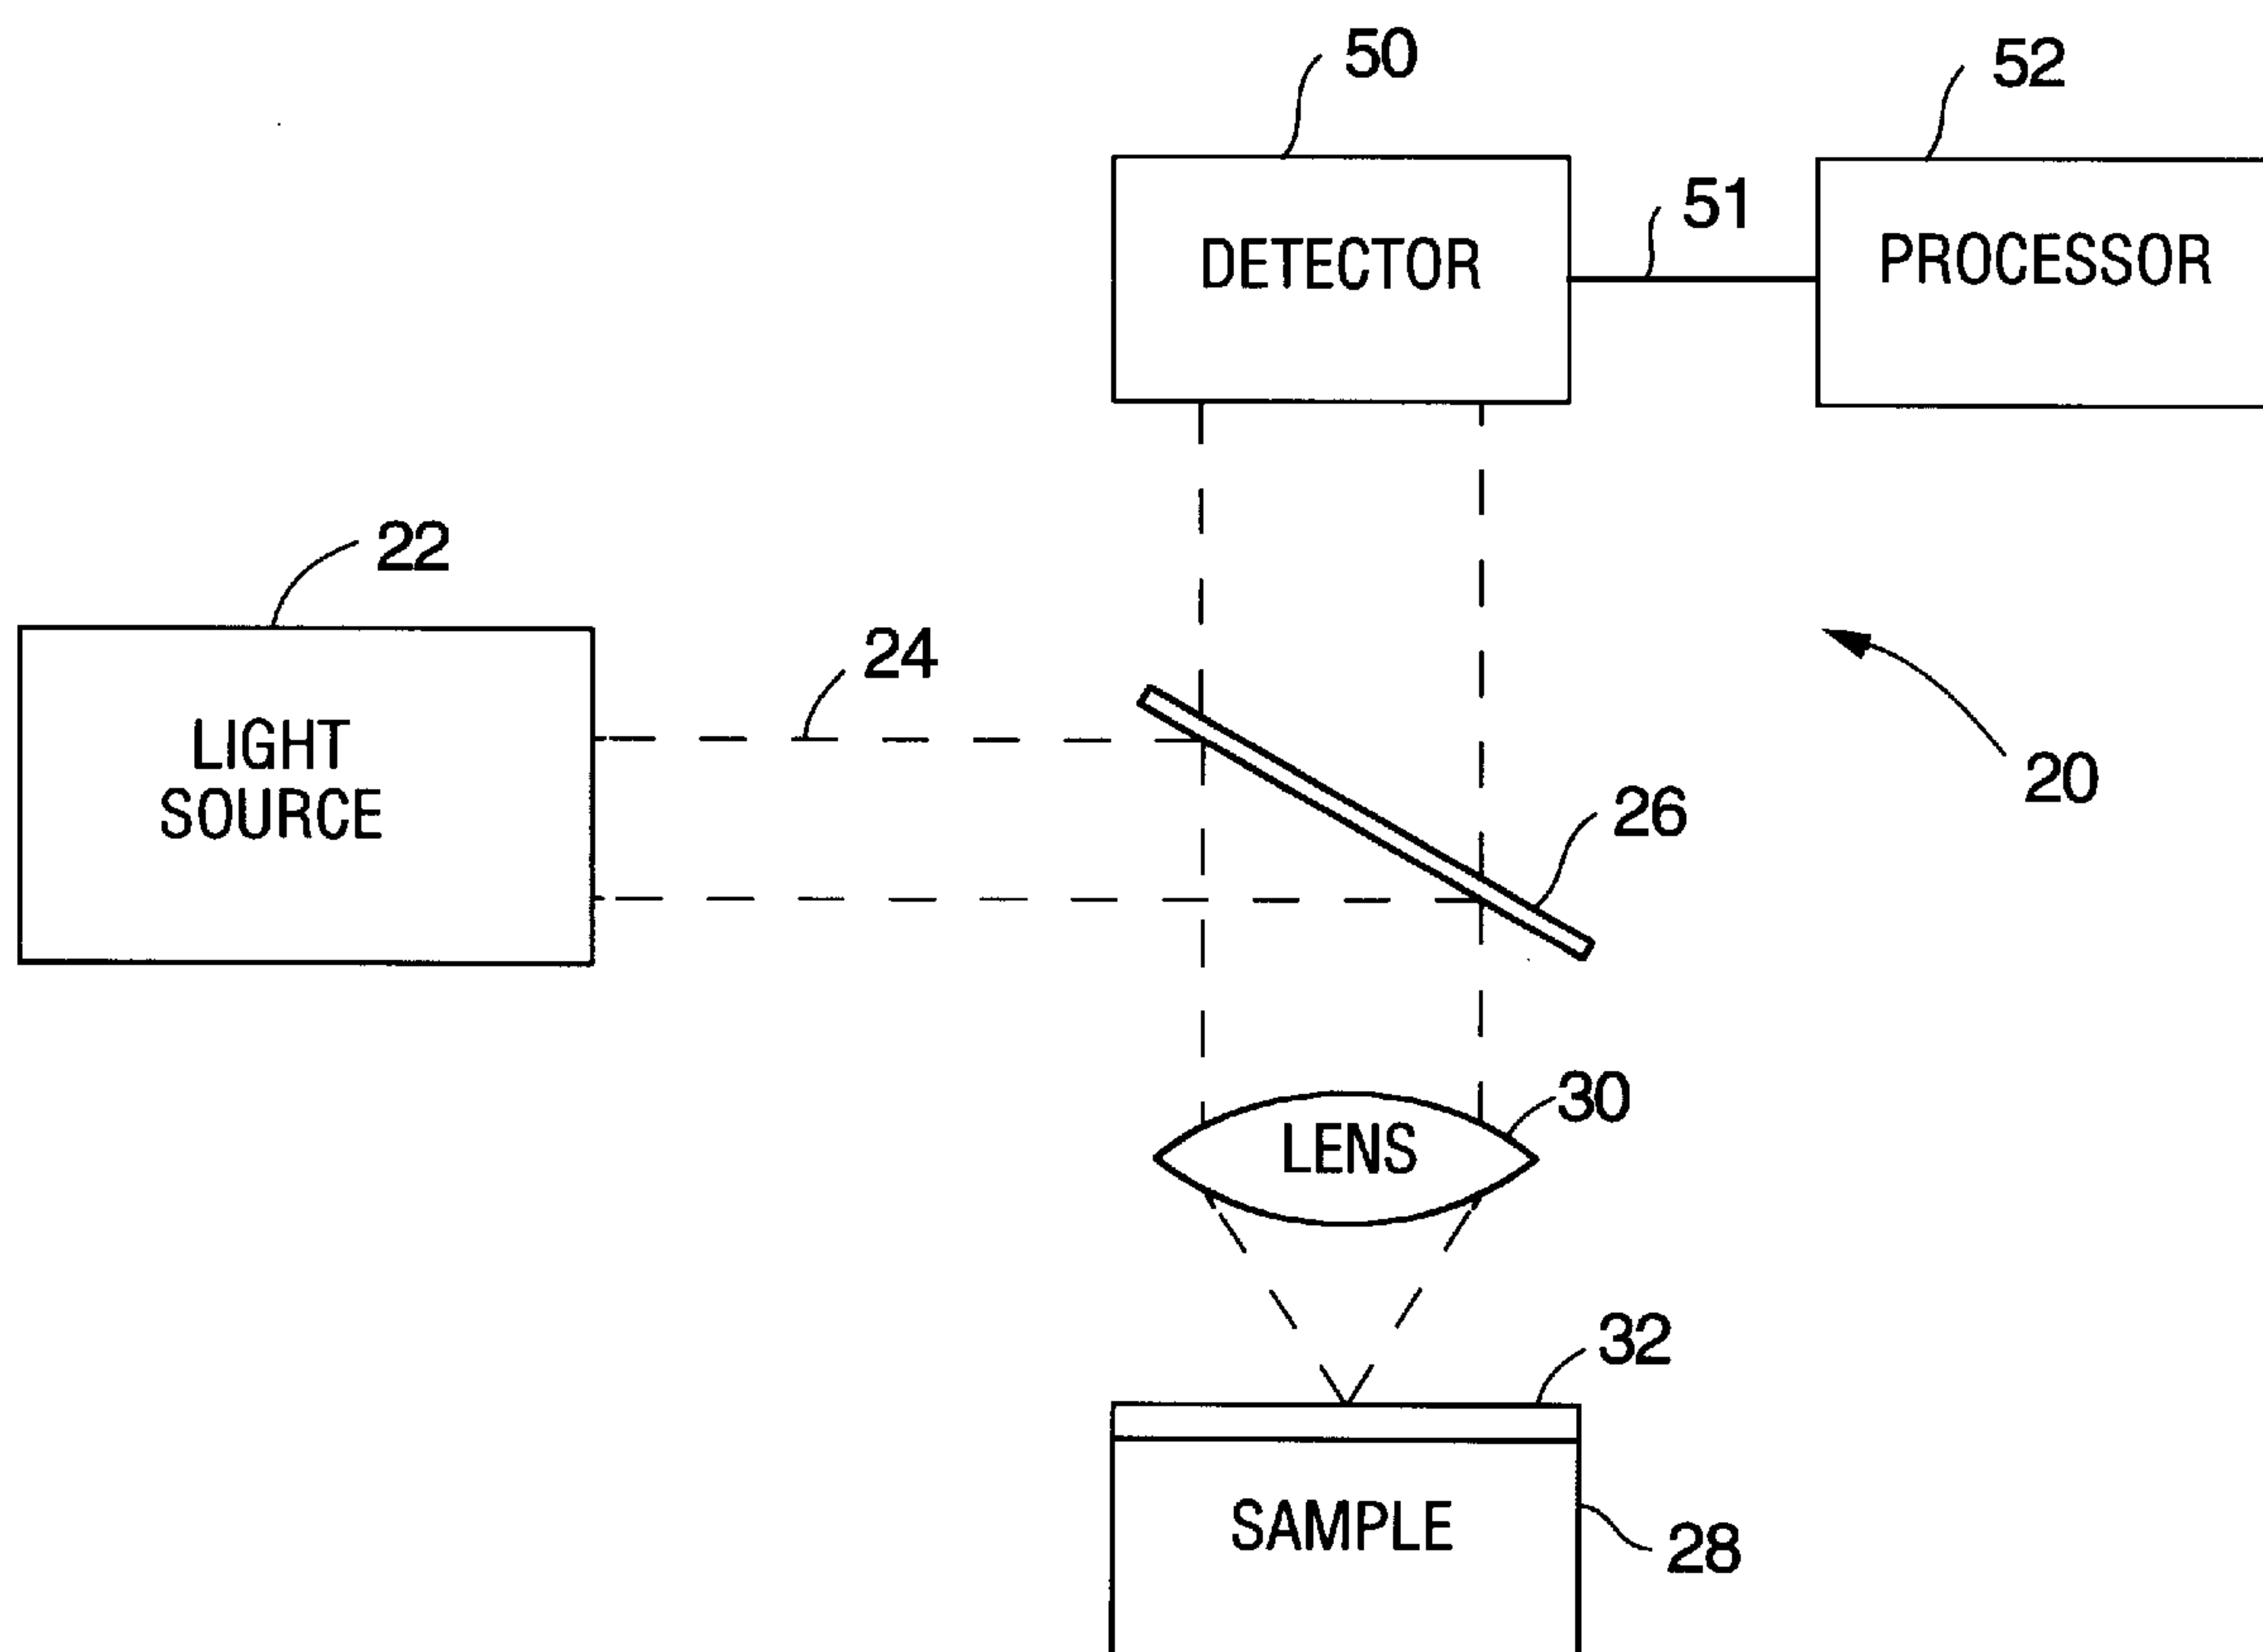 50
52
51
DETECTOR
PROCESSOR
22
24
LIGHT
SOURCE
20
26
30
LENS
32
SAMPLE
28